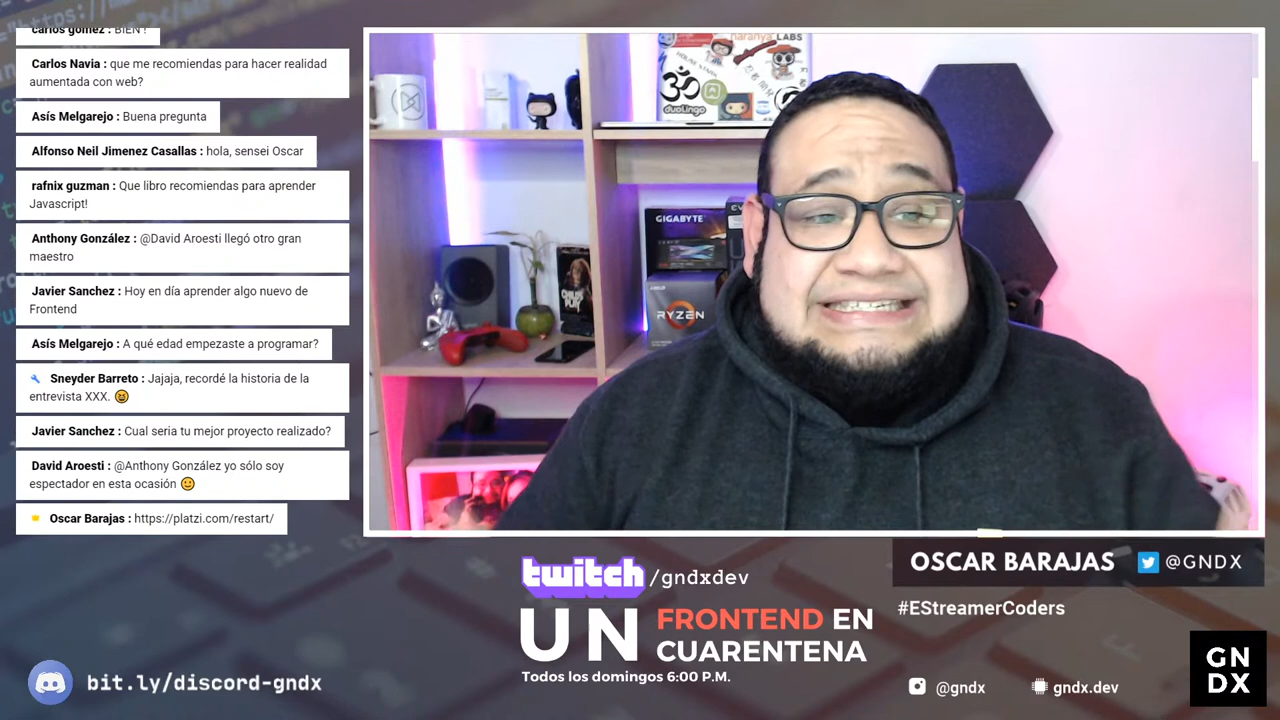 carlos gomez : BIEN !
Carlos Navia : que me recomiendas para hacer realidad
aumentada con web?
Asís Melgarejo : Buena pregunta
Alfonso Neil Jimenez Casallas : hola, sensei Oscar
rafnix guzman : Que libro recomiendas para aprender
Javascript!
Anthony González : @David Aroesti llegó otro gran
maestro
Javier Sanchez : Hoy en día aprender algo nuevo de
Frontend
Asís Melgarejo : A qué edad empezaste a programar?
Sneyder Barreto : Jajaja, recordé la historia de la
entrevista XXX. 😆
Javier Sanchez : Cual seria tu mejor proyecto realizado?
David Aroesti : @Anthony González yo sólo soy
espectador en esta ocasión 🙂
Oscar Barajas : https://platzi.com/restart/
naranya LABS
duolingo
GIGABYTE
AMD
RYZEN
CHILD'S
PLAY
OSCAR BARAJAS @GNDX
#EStreamerCoders
twitch/gndxdev
UN FRONTEND EN
CUARENTENA
Todos los domingos 6:00 P.M.
bit.ly/discord-gndx
@gndx gndx.dev
GN
DX